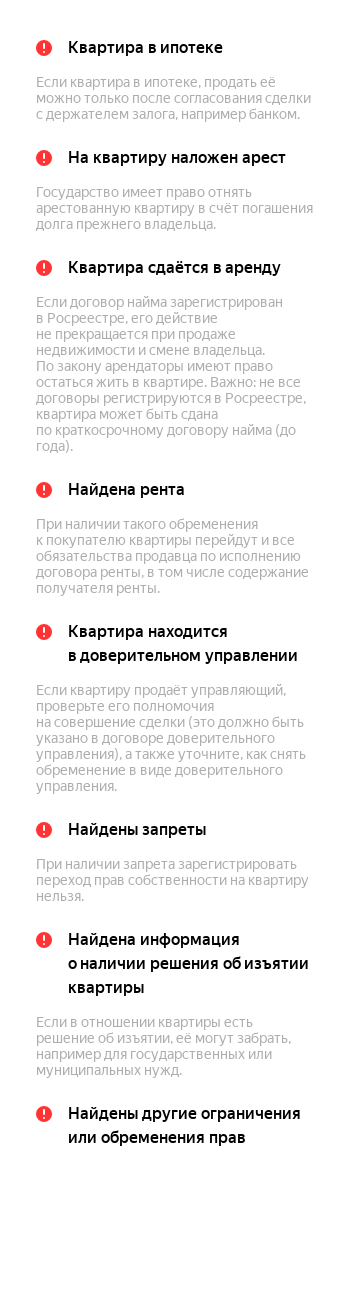 Квартира в ипотеке
Если квартира в ипотеке, продать её
можно только после согласования сделки
с держателем залога, например банком.
На квартиру наложен арест
Государство имеет право отнять
арестованную квартиру в счёт погашения
долга прежнего владельца.
Квартира сдаётся в аренду
Если договор найма зарегистрирован
в Росреестре, его действие
не прекращается при продаже
недвижимости и смене владельца.
По закону арендаторы имеют право
остаться жить в квартире. Важно: не все
договоры регистрируются в Росреестре,
квартира может быть сдана
по краткосрочному договору найма (до
года).
Найдена рента
При наличии такого обременения
к покупателю квартиры перейдут и все
обязательства продавца по исполнению
договора ренты, в том числе содержание
получателя ренты.
Квартира находится
в доверительном управлении
Если квартиру продаёт управляющий,
проверьте его полномочия
на совершение сделки (это должно быть
указано в договоре доверительного
управления), а также уточните, как снять
обременение в виде доверительного
управления.
Найдены запреты
При наличии запрета зарегистрировать
переход прав собственности на квартиру
нельзя.
Найдена информация
о наличии решения об изъятии
квартиры
Если в отношении квартиры есть
решение об изъятии, её могут забрать,
например для государственных или
муниципальных нужд.
Найдены другие ограничения
или обременения прав